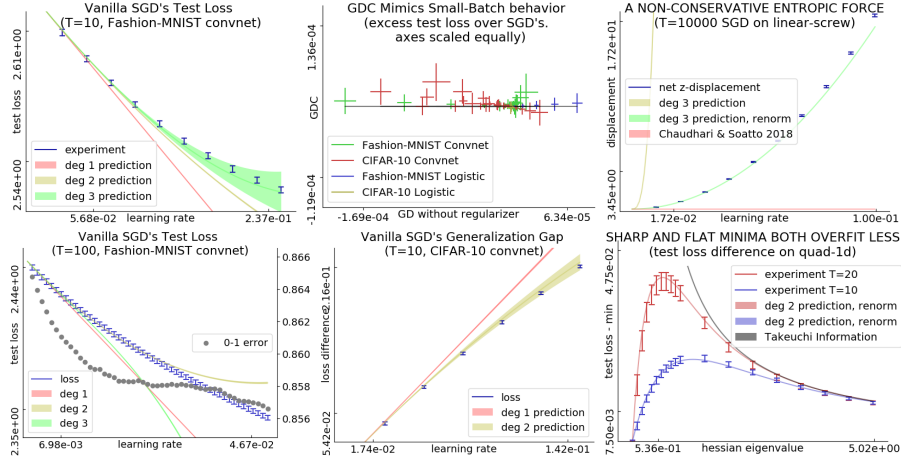 Vanilla SGD's Test Loss
(T=10, Fashion-MNIST convnet)
test loss
2.61e+00
2.54e+00
experiment
deg 1 prediction
deg 2 prediction
deg 3 prediction
5.68e-02
learning rate
2.37e-01
GDC Mimics Small-Batch behavior
(excess test loss over SGD's.
axes scaled equally)
GDC
1.36e-04
-1.19e-04
Fashion-MNIST Convnet
CIFAR-10 Convnet
Fashion-MNIST Logistic
CIFAR-10 Logistic
-1.69e-04
GD without regularizer
6.34e-05
A NON-CONSERVATIVE ENTROPIC FORCE
(T=10000 SGD on linear-screw)
displacement
1.72e+01
3.45e+00
net z-displacement
deg 3 prediction
deg 3 prediction, renorm
Chaudhari & Soatto 2018
1.72e-02
learning rate
1.00e-01
Vanilla SGD's Test Loss
(T=100, Fashion-MNIST convnet)
test loss
2.44e+00
2.35e+00
0-1 error
loss
deg 1
deg 2
deg 3
0.866
0.864
0.862
0.860
0.858
0.856
6.98e-03
learning rate
4.67e-02
Vanilla SGD's Generalization Gap
(T=10, CIFAR-10 convnet)
loss difference
2.16e-01
5.42e-02
loss
deg 1 prediction
deg 2 prediction
1.74e-02
learning rate
1.42e-01
SHARP AND FLAT MINIMA BOTH OVERFIT LESS
(test loss difference on quad-1d)
test loss - min
4.75e-02
7.50e-03
experiment T=20
experiment T=10
deg 2 prediction, renorm
deg 2 prediction, renorm
Takeuchi Information
5.36e-01
hessian eigenvalue
5.02e+00